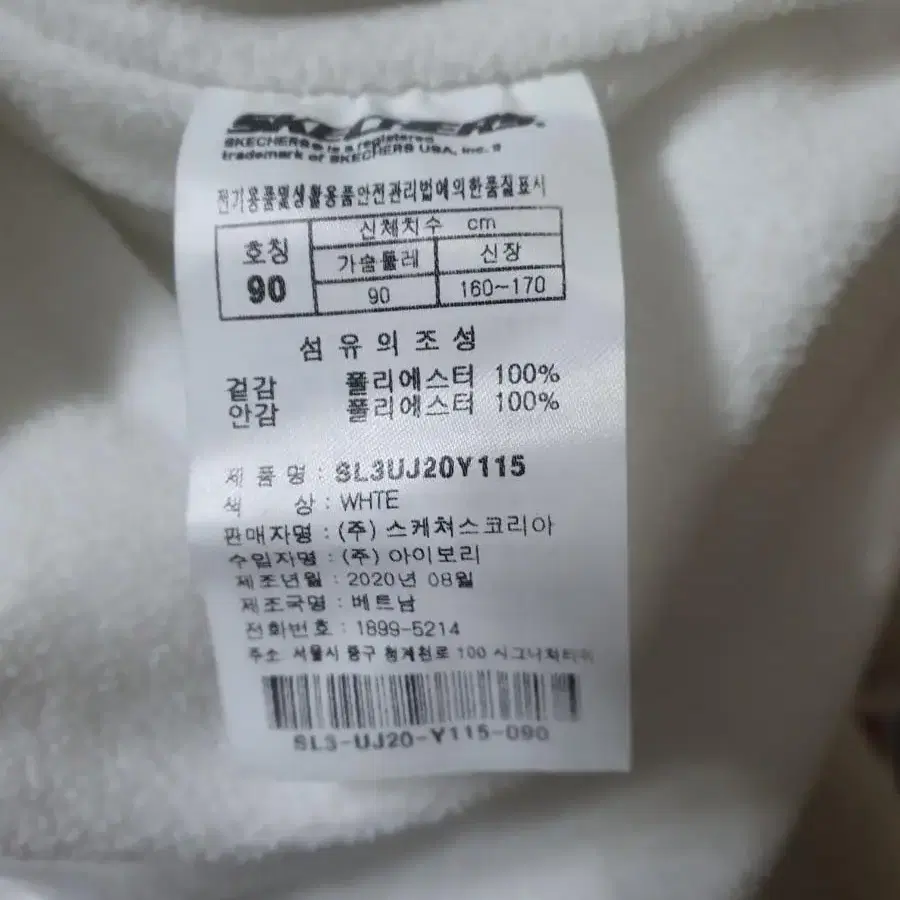 SKECHERS
SKECHERS® is a registered
trademark of SKECHERS USA, Inc.
전기용품및생활용품안전관리법에의한품질표시
호칭 신체치수 cm
가슴둘레 신장
90 90 160~170
섬유의조성
겉감 폴리에스터 100%
안감 폴리에스터 100%
제품명 : SL3UJ20Y115
색 상 : WHTE
판매자명 : (주) 스케쳐스코리아
수입자명 : (주) 아이보리
제조년월 : 2020년 08월
제조국명 : 베트남
전화번호 : 1899-5214
주소 서울시 중구 청계천로 100
SL3-UJ20-Y115-090